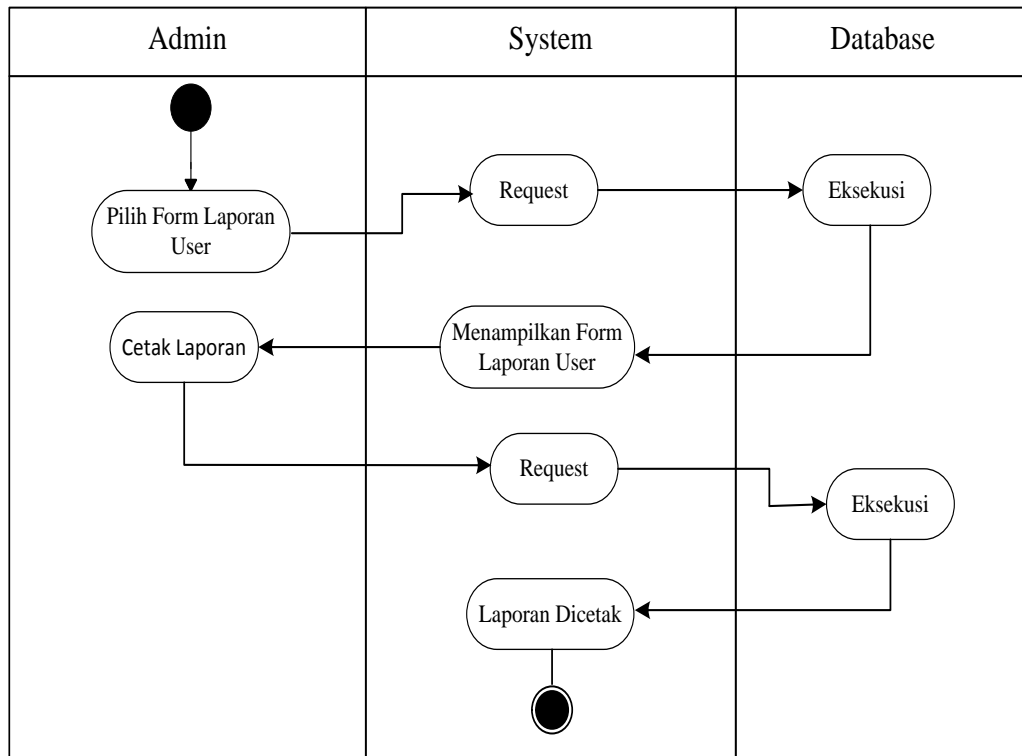 Admin
System
Database
Pilih Form Laporan
User
Request
Eksekusi
Menampilkan Form
Laporan User
Cetak Laporan
Request
Eksekusi
Laporan Dicetak